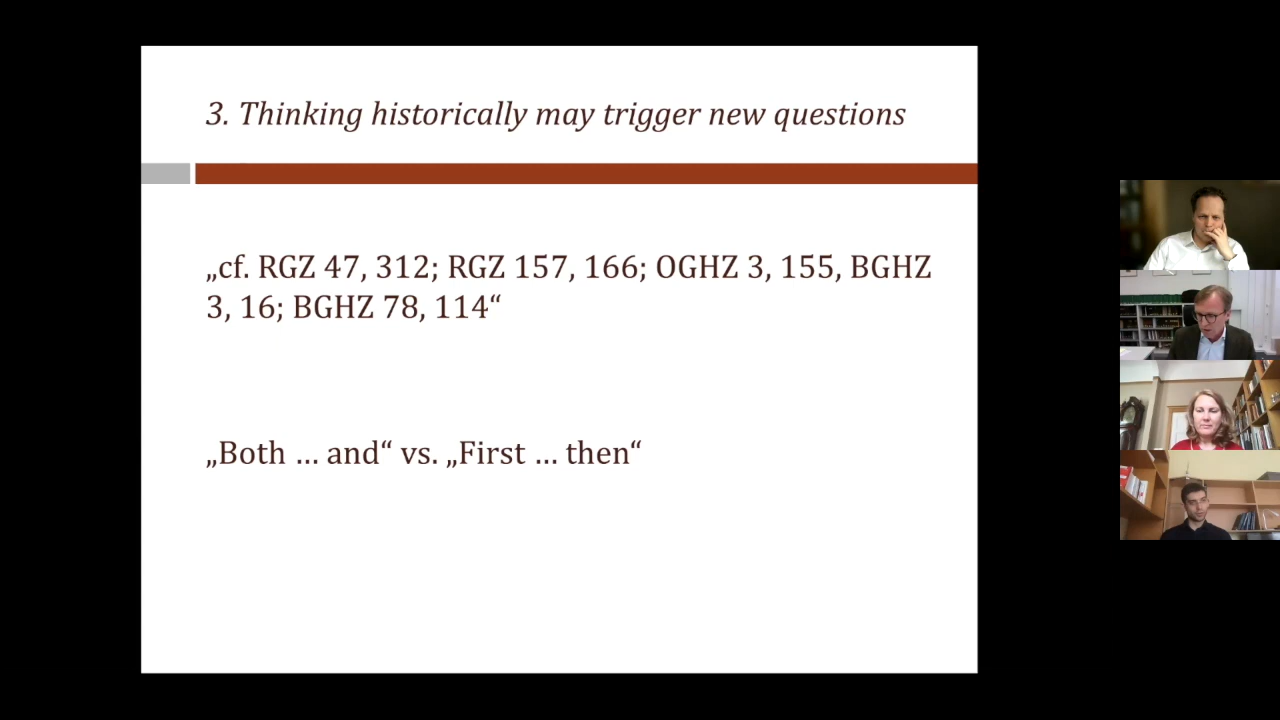 3. Thinking historically may trigger new questions
„cf. RGZ 47, 312; RGZ 157, 166; OGHZ 3, 155, BGHZ
3, 16; BGHZ 78, 114“
„Both … and“ vs. „First … then“